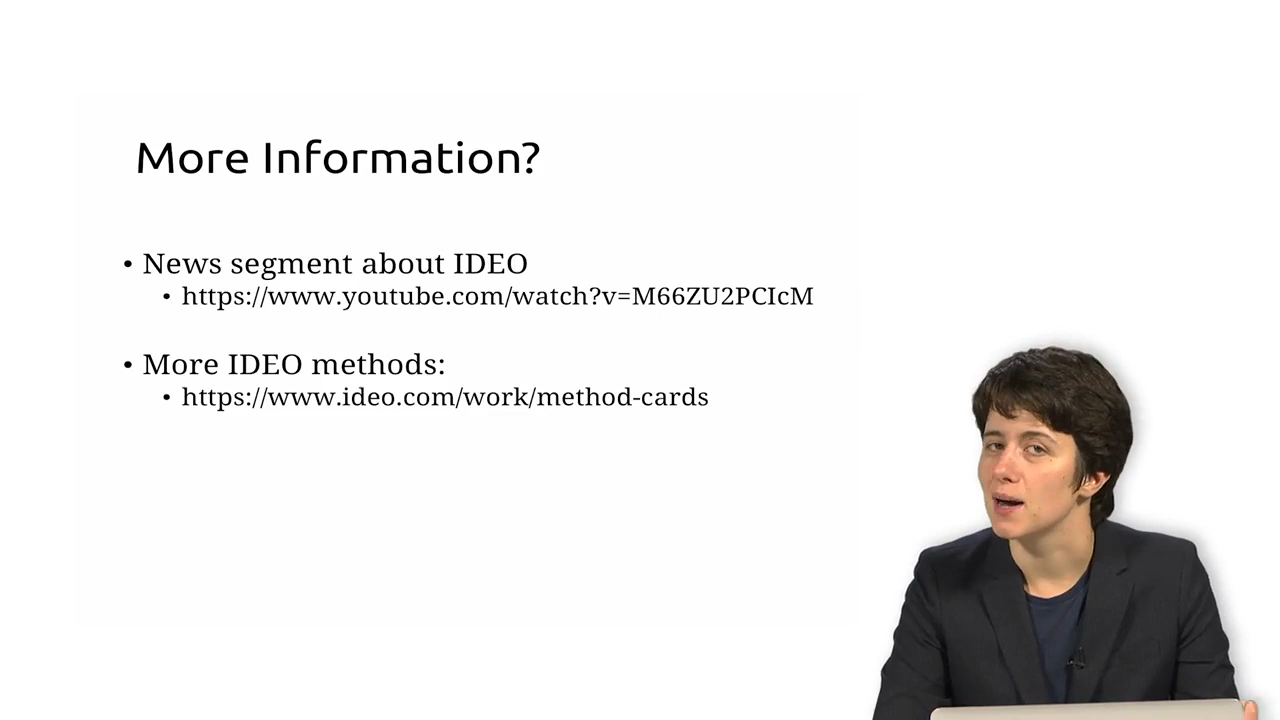 More Information?
• News segment about IDEO
• https://www.youtube.com/watch?v=M66ZU2PCIcM
• More IDEO methods:
• https://www.ideo.com/work/method-cards